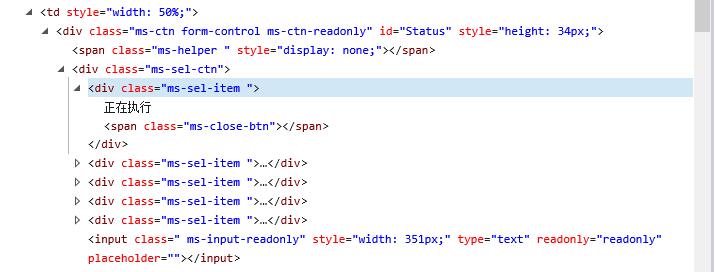 <td style="width: 50%;">
<div class="ms-ctn form-control ms-ctn-readonly" id="Status" style="height: 34px;">
<span class="ms-helper " style="display: none;"></span>
<div class="ms-sel-ctn">
<div class="ms-sel-item ">
正在执行
<span class="ms-close-btn"></span>
</div>
<div class="ms-sel-item ">…</div>
<div class="ms-sel-item ">…</div>
<div class="ms-sel-item ">…</div>
<div class="ms-sel-item ">…</div>
<input class=" ms-input-readonly" style="width: 351px;" type="text" readonly="readonly"
placeholder=""></input>